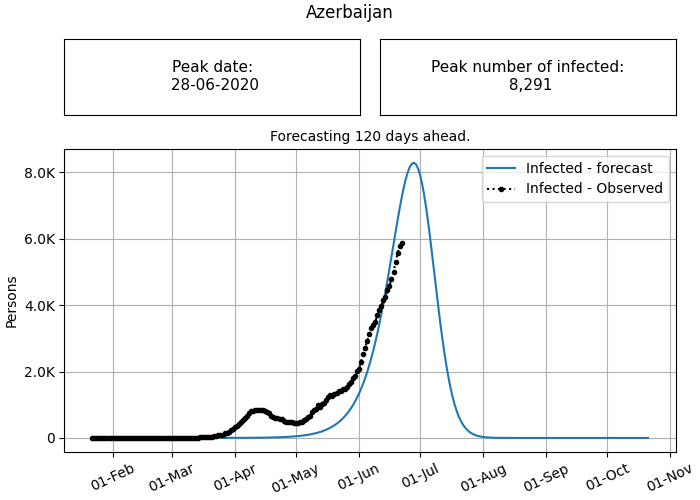 Azerbaijan
Peak date:
28-06-2020
Peak number of infected:
8,291
Forecasting 120 days ahead.
Infected - forecast
Infected - Observed
8.0K
6.0K
4.0K
2.0K
0
Persons
01-Feb
01-Mar
01-Apr
01-May
01-Jun
01-Jul
01-Aug
01-Sep
01-Oct
01-Nov